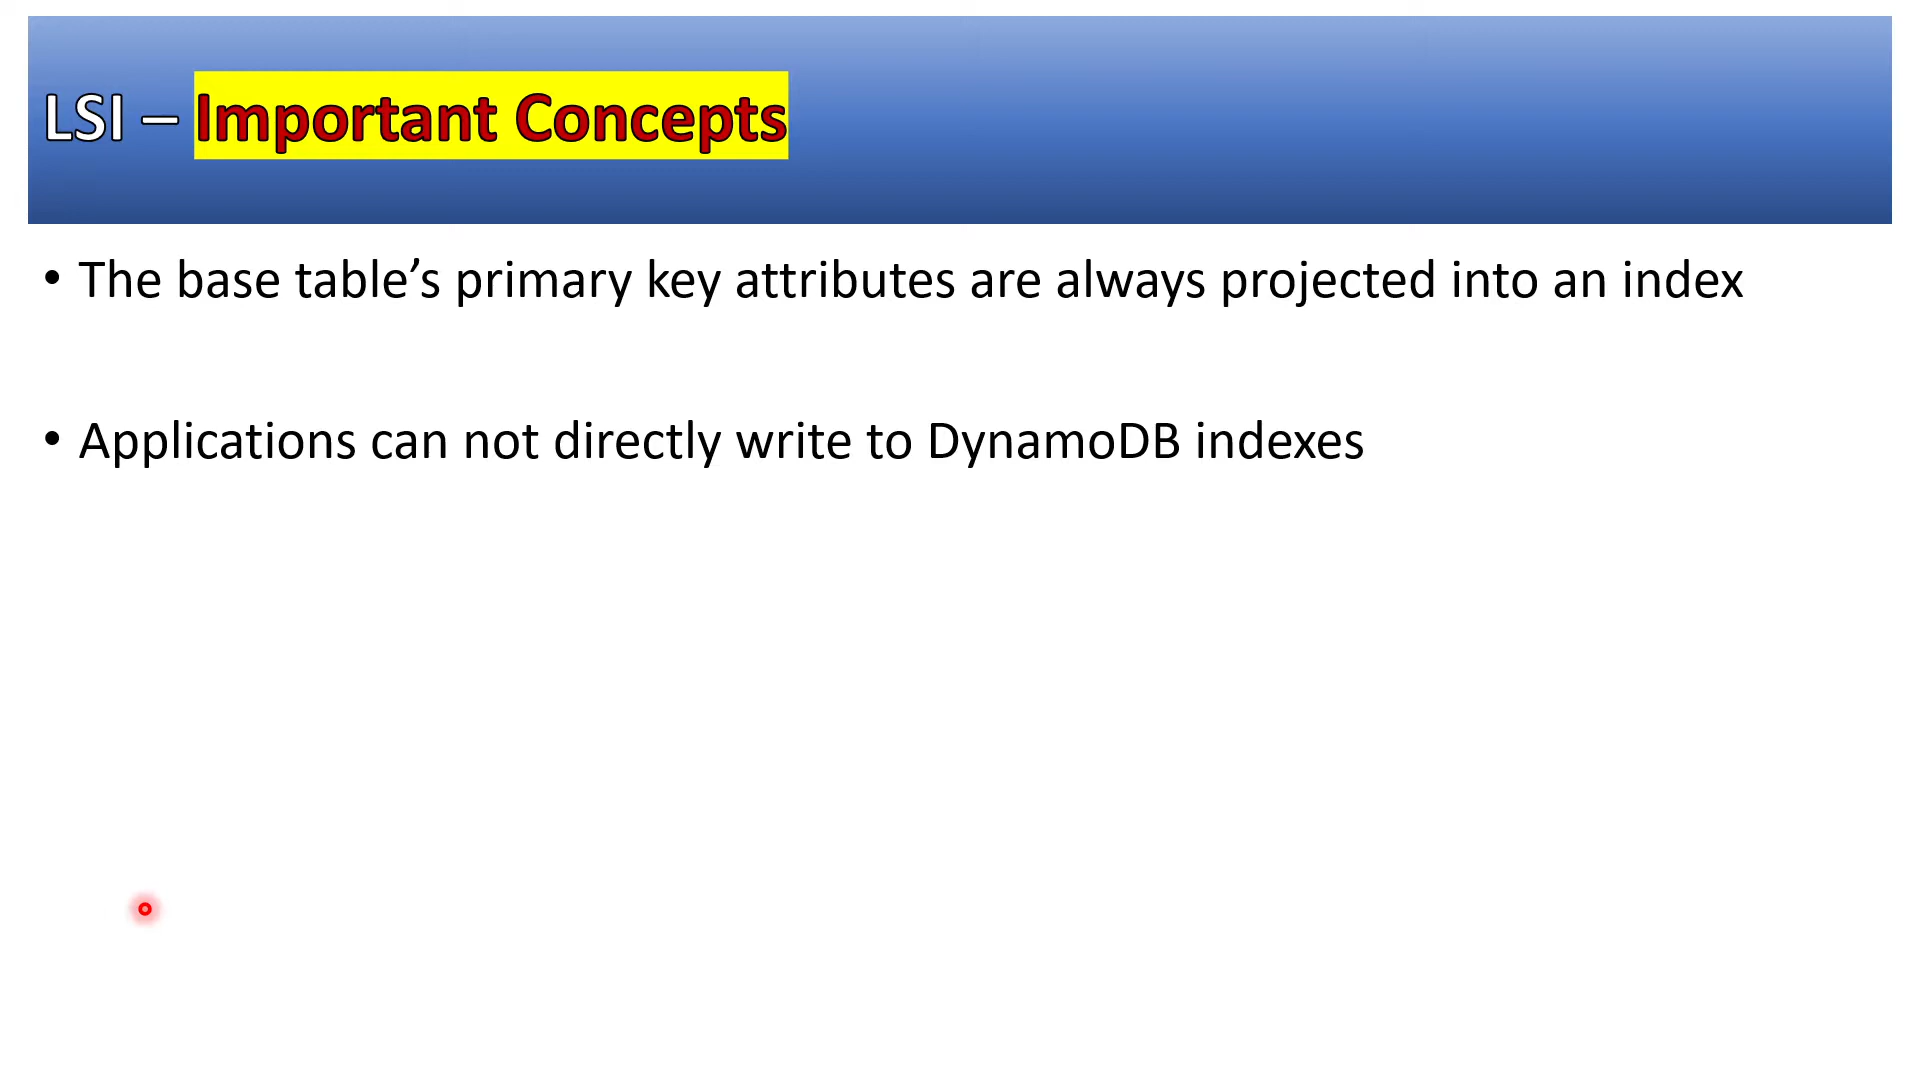 LSI – Important Concepts
• The base table’s primary key attributes are always projected into an index
• Applications can not directly write to DynamoDB indexes